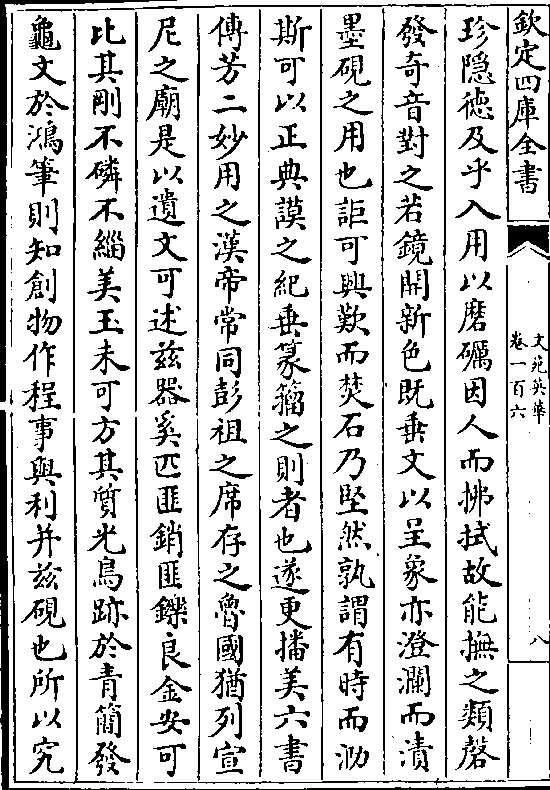 欽定四庫全書
文苑英華
卷一百六
八
珍隠徳及乎入用以磨礪因人而拂拭故能撫之類磬
發奇音對之若鏡開新色既垂文以呈象亦澄瀾而漬
墨硯之用也詎可興歎而焚石乃堅然孰謂有時而泐
斯可以正典謨之紀垂篆籕之則者也遂更播美六書
傳芳二妙用之漢帝常同彭祖之席存之魯國猶列宣
尼之廟是以遺文可述兹器奚匹匪銷匪鑠良金安可
比其剛不磷不緇美玉未可方其質光鳥跡於青簡發
龜文於鴻筆則知創物作程事與利并兹硯也所以究